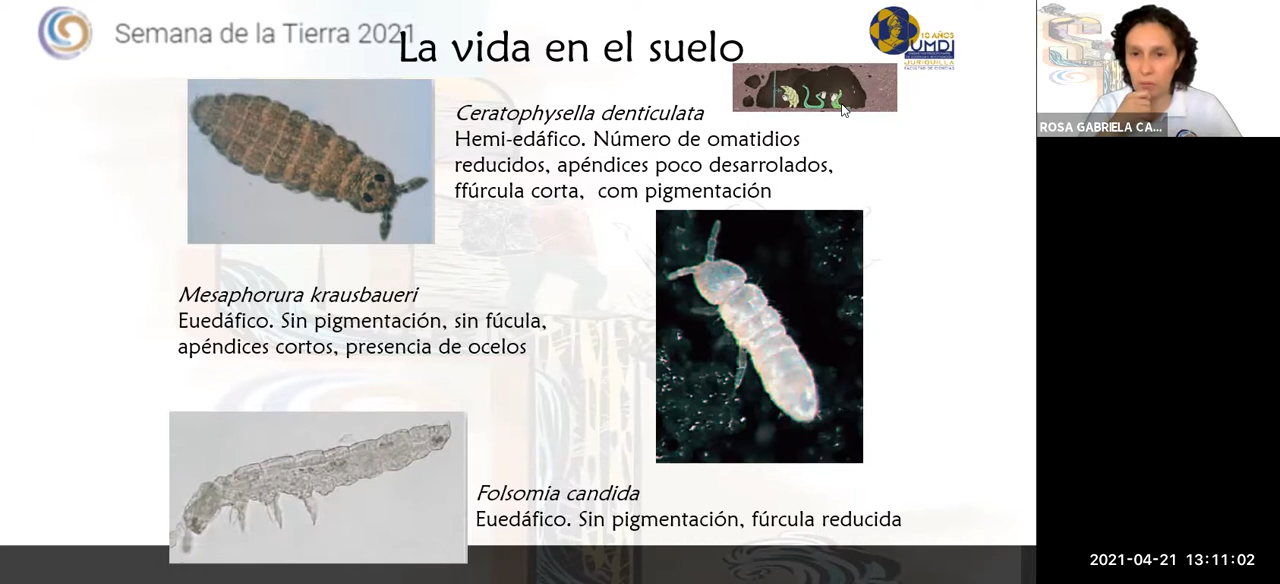 Semana de la Tierra 2021
La vida en el suelo
10 AÑOS
UMDI
JURIQUILLA
FACULTAD DE CIENCIAS
ROSA GABRIELA CA...
Ceratophysella denticulata
Hemi-edáfico. Número de omatidios
reducidos, apéndices poco desarrolados,
ffúrcula corta, com pigmentación
Mesaphorura krausbaueri
Euedáfico. Sin pigmentación, sin fúcula,
apéndices cortos, presencia de ocelos
Folsomia candida
Euedáfico. Sin pigmentación, fúrcula reducida
2021-04-21 13:11:02